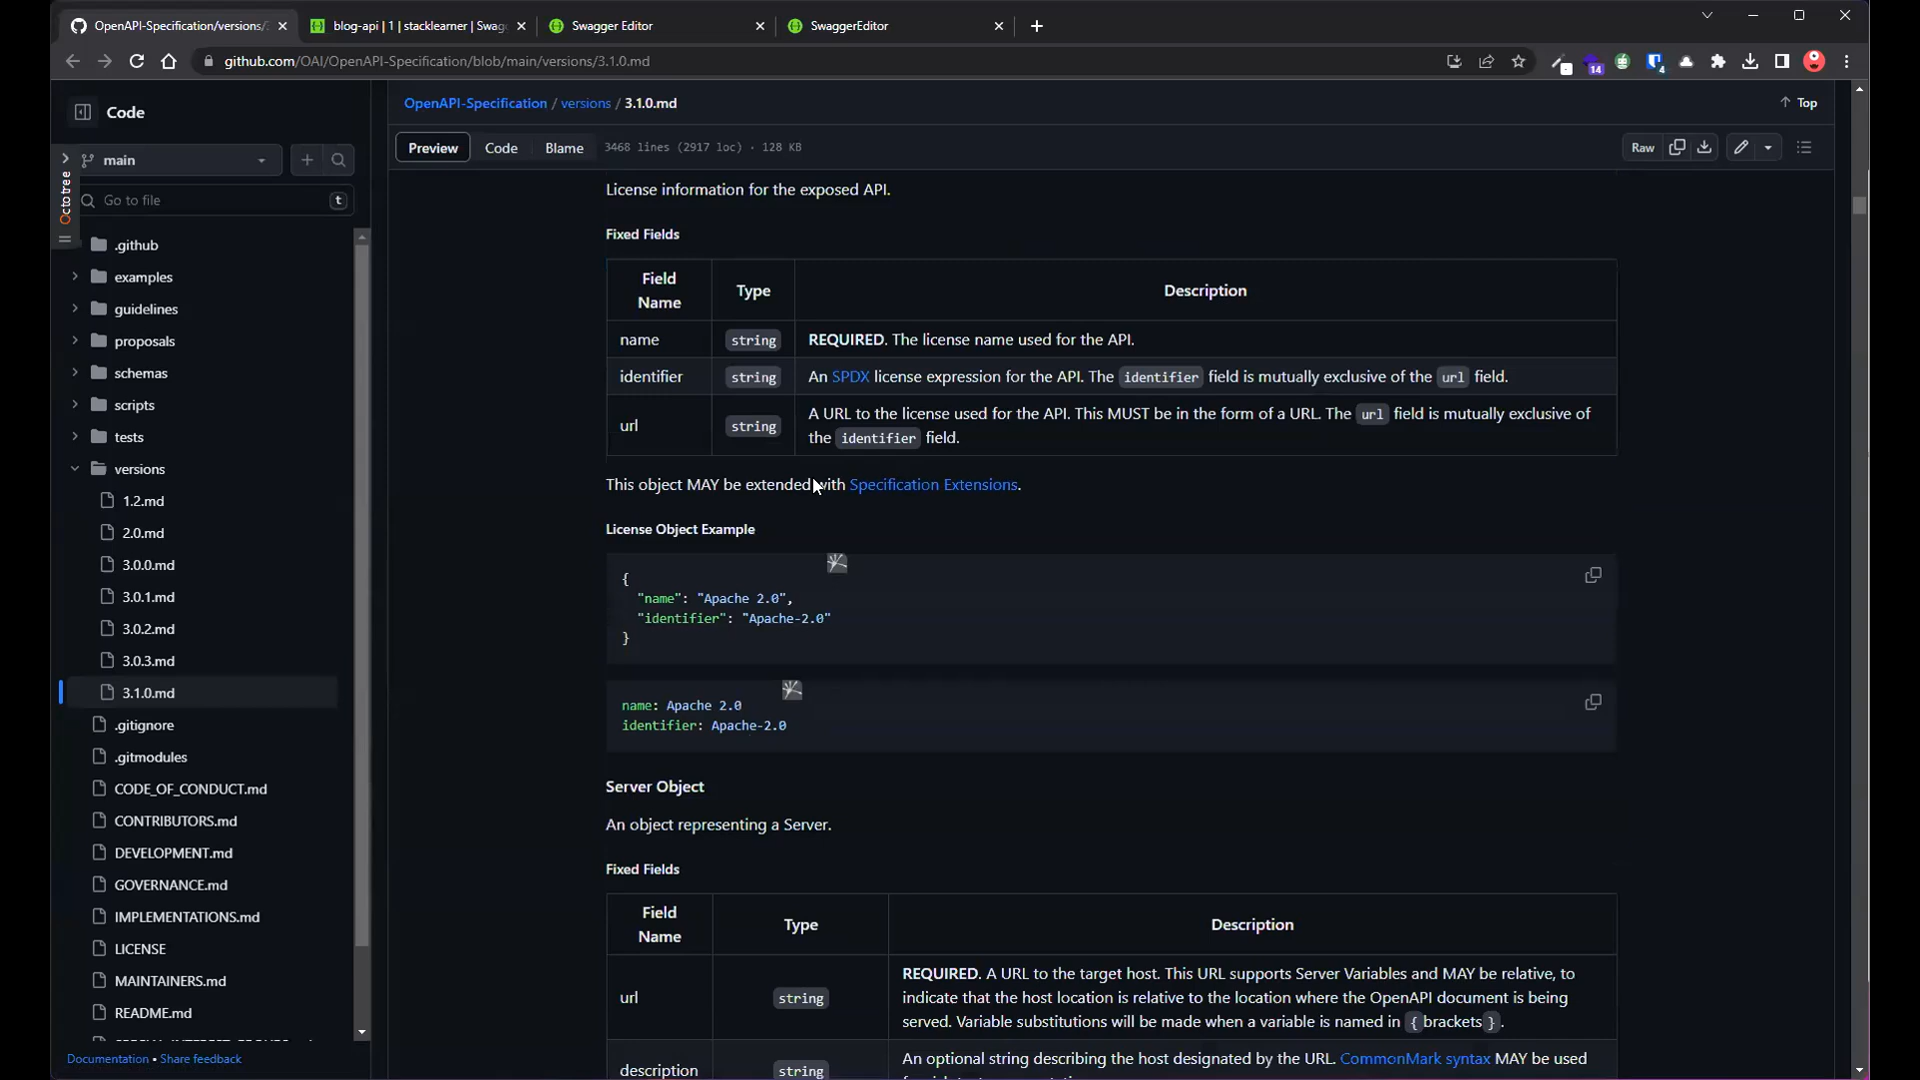 OpenAPI-Specification/versions/3
blog-api | 1 | stacklearner | Swag
Swagger Editor
SwaggerEditor
github.com/OAI/OpenAPI-Specification/blob/main/versions/3.1.0.md
14
4
Code
OpenAPI-Specification / versions / 3.1.0.md
Top
main
Preview
Code
Blame
3468 lines (2917 loc) · 128 KB
Raw
Octotree
Go to file
t
.github
examples
guidelines
proposals
schemas
scripts
tests
versions
1.2.md
2.0.md
3.0.0.md
3.0.1.md
3.0.2.md
3.0.3.md
3.1.0.md
.gitignore
.gitmodules
CODE_OF_CONDUCT.md
CONTRIBUTORS.md
DEVELOPMENT.md
GOVERNANCE.md
IMPLEMENTATIONS.md
LICENSE
MAINTAINERS.md
README.md
Documentation • Share feedback
License information for the exposed API.
Fixed Fields
Field Name
Type
Description
name
string
REQUIRED. The license name used for the API.
identifier
string
An SPDX license expression for the API. The identifier field is mutually exclusive of the url field.
url
string
A URL to the license used for the API. This MUST be in the form of a URL. The url field is mutually exclusive of
the identifier field.
This object MAY be extended with Specification Extensions.
License Object Example
{
"name": "Apache 2.0",
"identifier": "Apache-2.0"
}
name: Apache 2.0
identifier: Apache-2.0
Server Object
An object representing a Server.
Fixed Fields
Field Name
Type
Description
url
string
REQUIRED. A URL to the target host. This URL supports Server Variables and MAY be relative, to
indicate that the host location is relative to the location where the OpenAPI document is being
served. Variable substitutions will be made when a variable is named in {brackets}.
description
string
An optional string describing the host designated by the URL. CommonMark syntax MAY be used